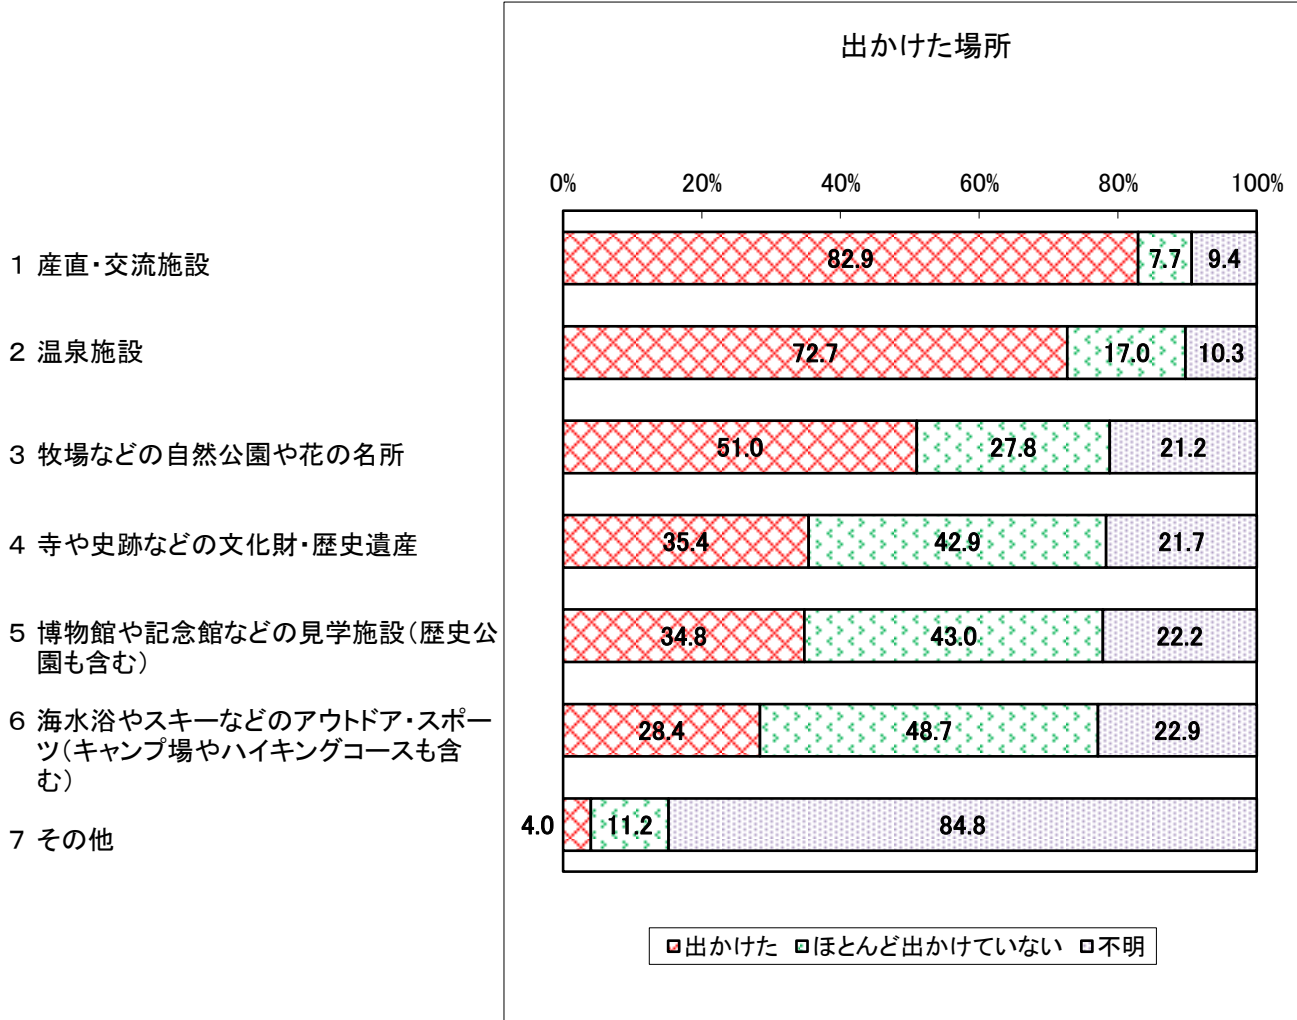 出かけた場所
0% 20% 40% 60% 80% 100%
1 産直・交流施設
82.9 7.7 9.4
2 温泉施設
72.7 17.0 10.3
3 牧場などの自然公園や花の名所
51.0 27.8 21.2
4 寺や史跡などの文化財・歴史遺産
35.4 42.9 21.7
5 博物館や記念館などの見学施設(歴史公
園も含む)
34.8 43.0 22.2
6 海水浴やスキーなどのアウトドア・スポー
ツ(キャンプ場やハイキングコースも含
む)
28.4 48.7 22.9
7 その他
4.0 11.2 84.8
出かけた ほとんど出かけていない 不明